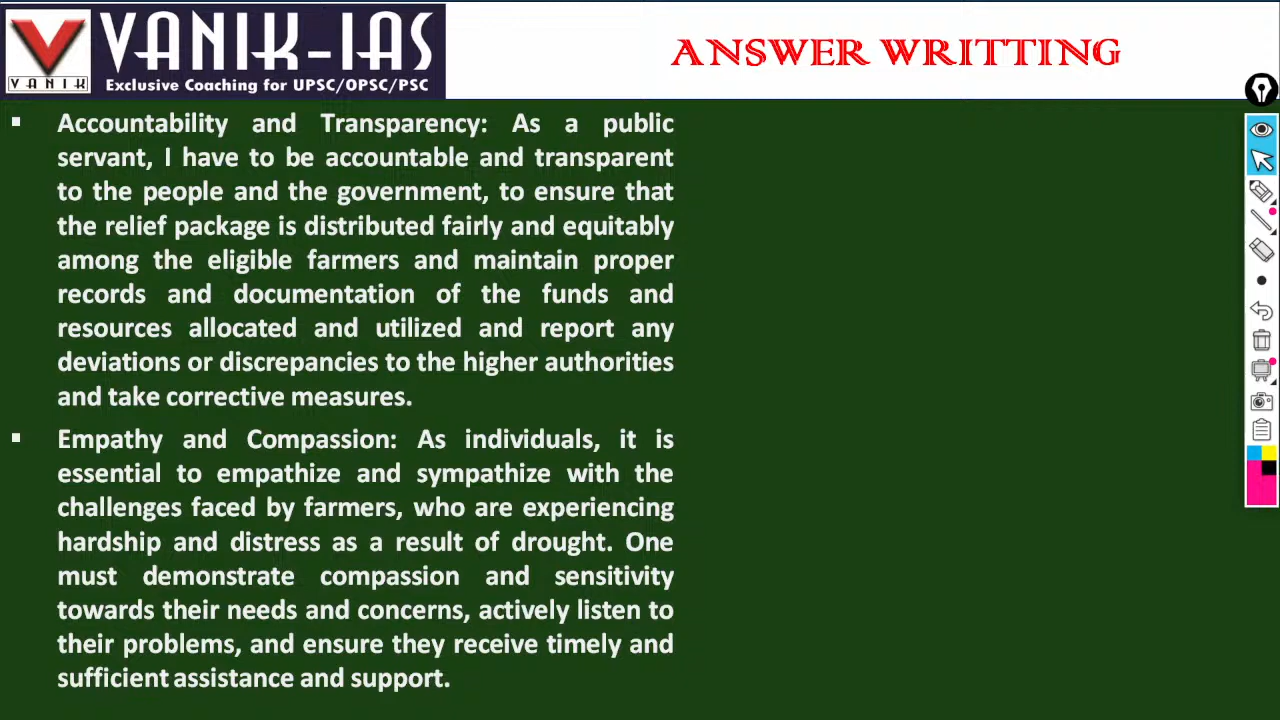 VANIK-IAS
VANIK
Exclusive Coaching for UPSC/OPSC/PSC
ANSWER WRITTING
Accountability and Transparency: As a public
servant, I have to be accountable and transparent
to the people and the government, to ensure that
the relief package is distributed fairly and equitably
among the eligible farmers and maintain proper
records and documentation of the funds and
resources allocated and utilized and report any
deviations or discrepancies to the higher authorities
and take corrective measures.
Empathy and Compassion: As individuals, it is
essential to empathize and sympathize with the
challenges faced by farmers, who are experiencing
hardship and distress as a result of drought. One
must demonstrate compassion and sensitivity
towards their needs and concerns, actively listen to
their problems, and ensure they receive timely and
sufficient assistance and support.